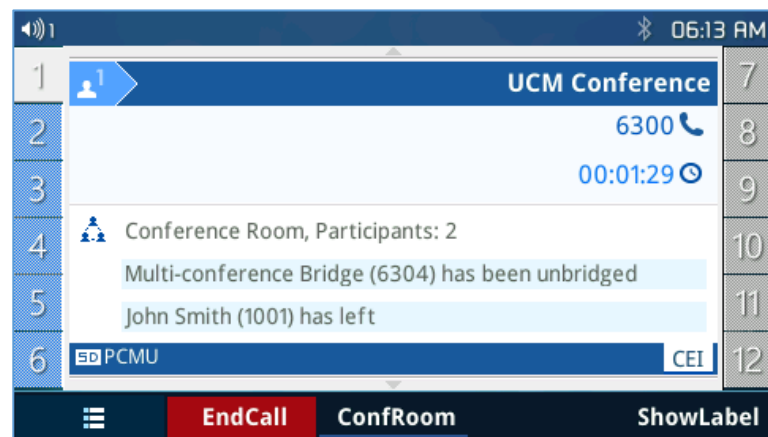 1 06:13 AM
1 1 UCM Conference 7
2 6300 8
3 00:01:29 9
4 Conference Room, Participants: 2 10
Multi-conference Bridge (6304) has been unbridged
5 John Smith (1001) has left 11
6 SD PCMU CEI 12
EndCall ConfRoom ShowLabel